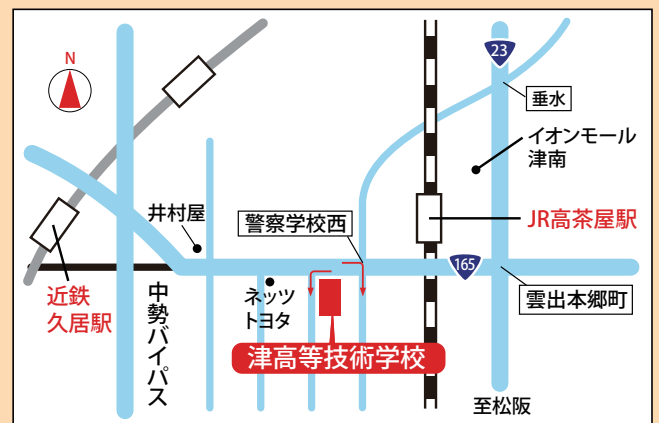 N
23
垂水
イオンモール
津南
井村屋
警察学校西
JR高茶屋駅
165
近鉄
久居駅
中勢バイパス
ネッツ
トヨタ
雲出本郷町
津高等技術学校
至松阪